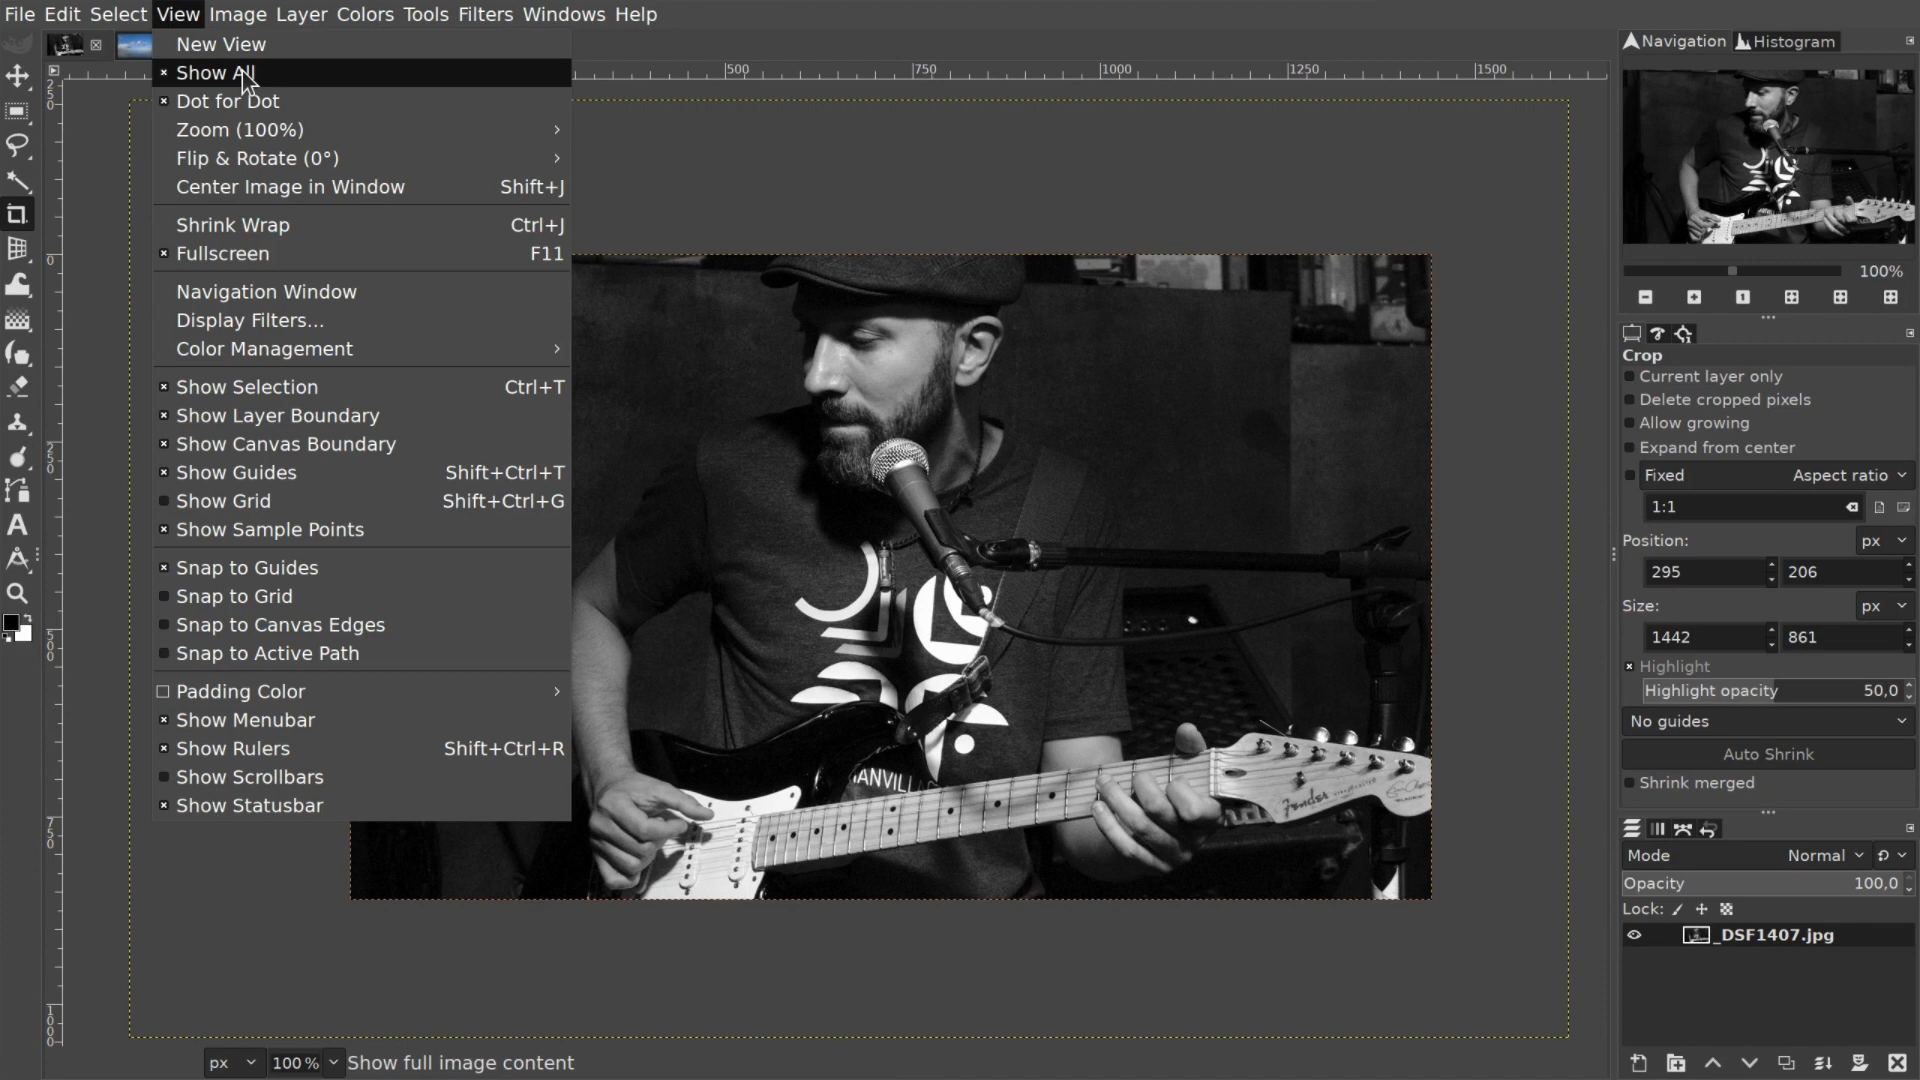 File Edit Select View Image Layer Colors Tools Filters Windows Help
New View
Show All
Dot for Dot
Zoom (100%)
Flip & Rotate (0°)
Center Image in Window Shift+J
Shrink Wrap Ctrl+J
Fullscreen F11
Navigation Window
Display Filters...
Color Management
Show Selection Ctrl+T
Show Layer Boundary
Show Canvas Boundary
Show Guides Shift+Ctrl+T
Show Grid Shift+Ctrl+G
Show Sample Points
Snap to Guides
Snap to Grid
Snap to Canvas Edges
Snap to Active Path
Padding Color
Show Menubar
Show Rulers Shift+Ctrl+R
Show Scrollbars
Show Statusbar
500 750 1000 1250 1500
250
0
250
500
750
1000
Fender
px 100 % Show full image content
Navigation Histogram
100%
Crop
Current layer only
Delete cropped pixels
Allow growing
Expand from center
Fixed Aspect ratio
1:1
Position: px
295 206
Size: px
1442 861
Highlight
Highlight opacity 50,0
No guides
Auto Shrink
Shrink merged
Mode Normal
Opacity 100,0
Lock:
_DSF1407.jpg